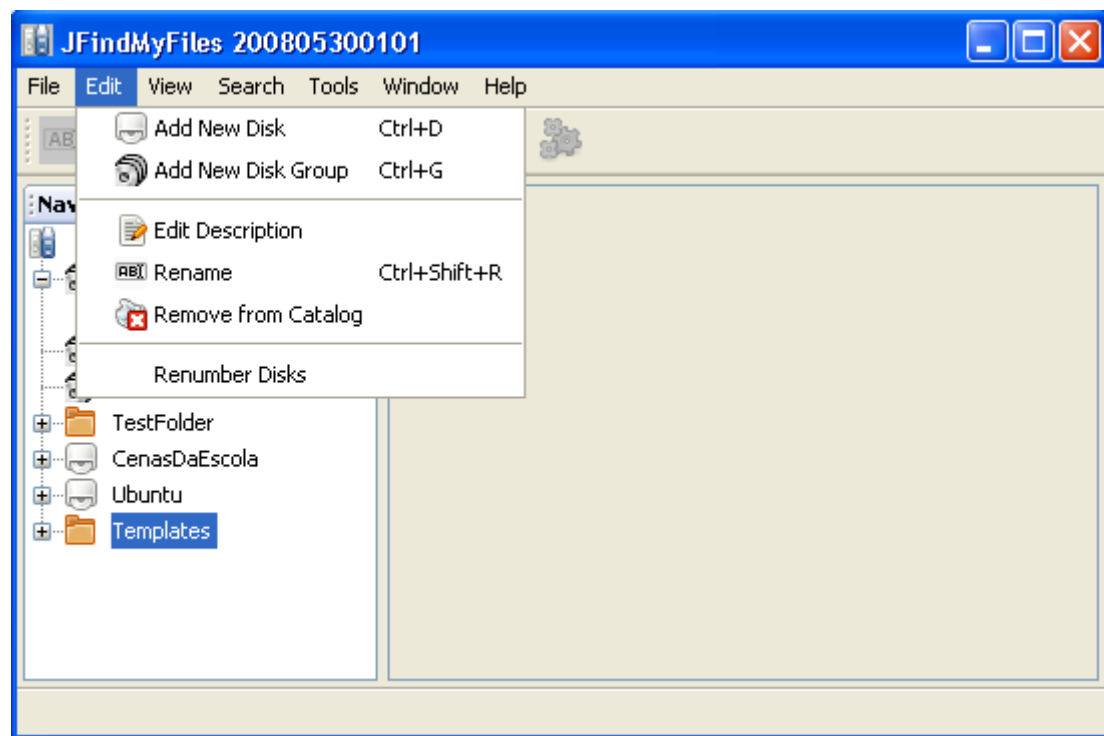 JFindMyFiles 200805300101
File Edit View Search Tools Window Help
Add New Disk Ctrl+D
Add New Disk Group Ctrl+G
Edit Description
Rename Ctrl+Shift+R
Remove from Catalog
Renumber Disks
TestFolder
CenasDaEscola
Ubuntu
Templates